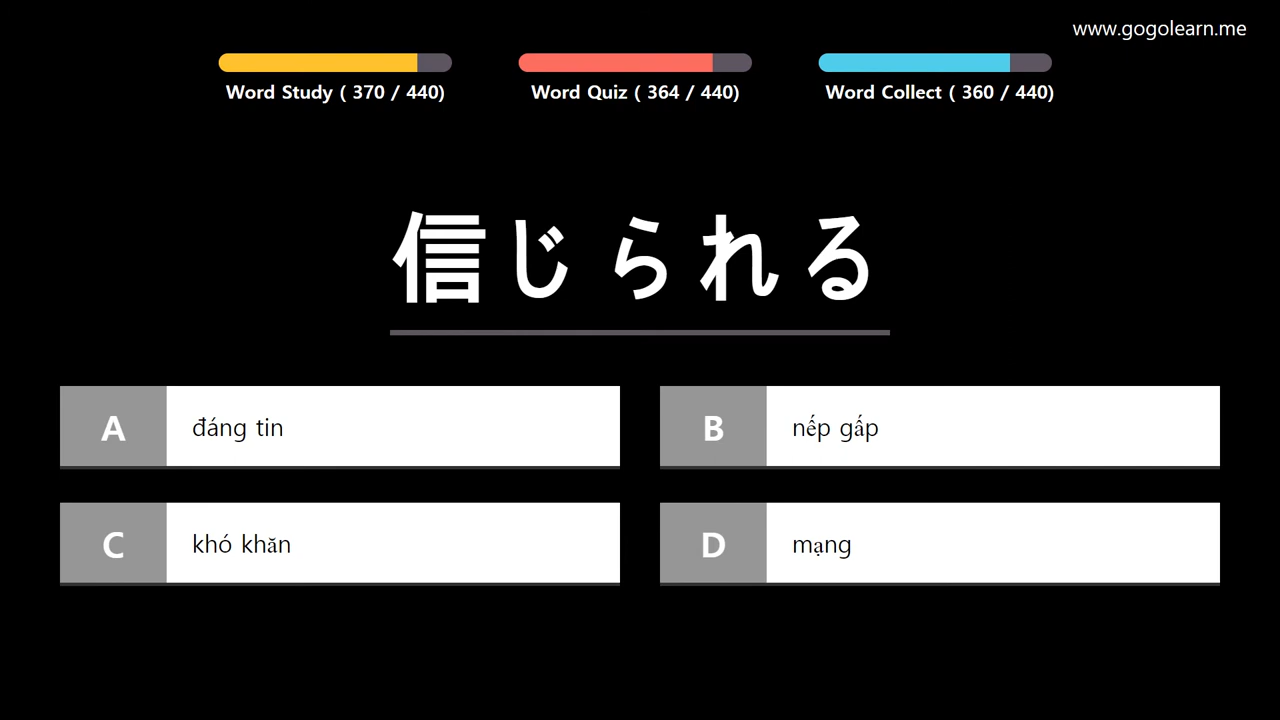 www.gogolearn.me
Word Study ( 370 / 440)
Word Quiz ( 364 / 440)
Word Collect ( 360 / 440)
信じられる
A
đáng tin
B
nếp gấp
C
khó khăn
D
mạng